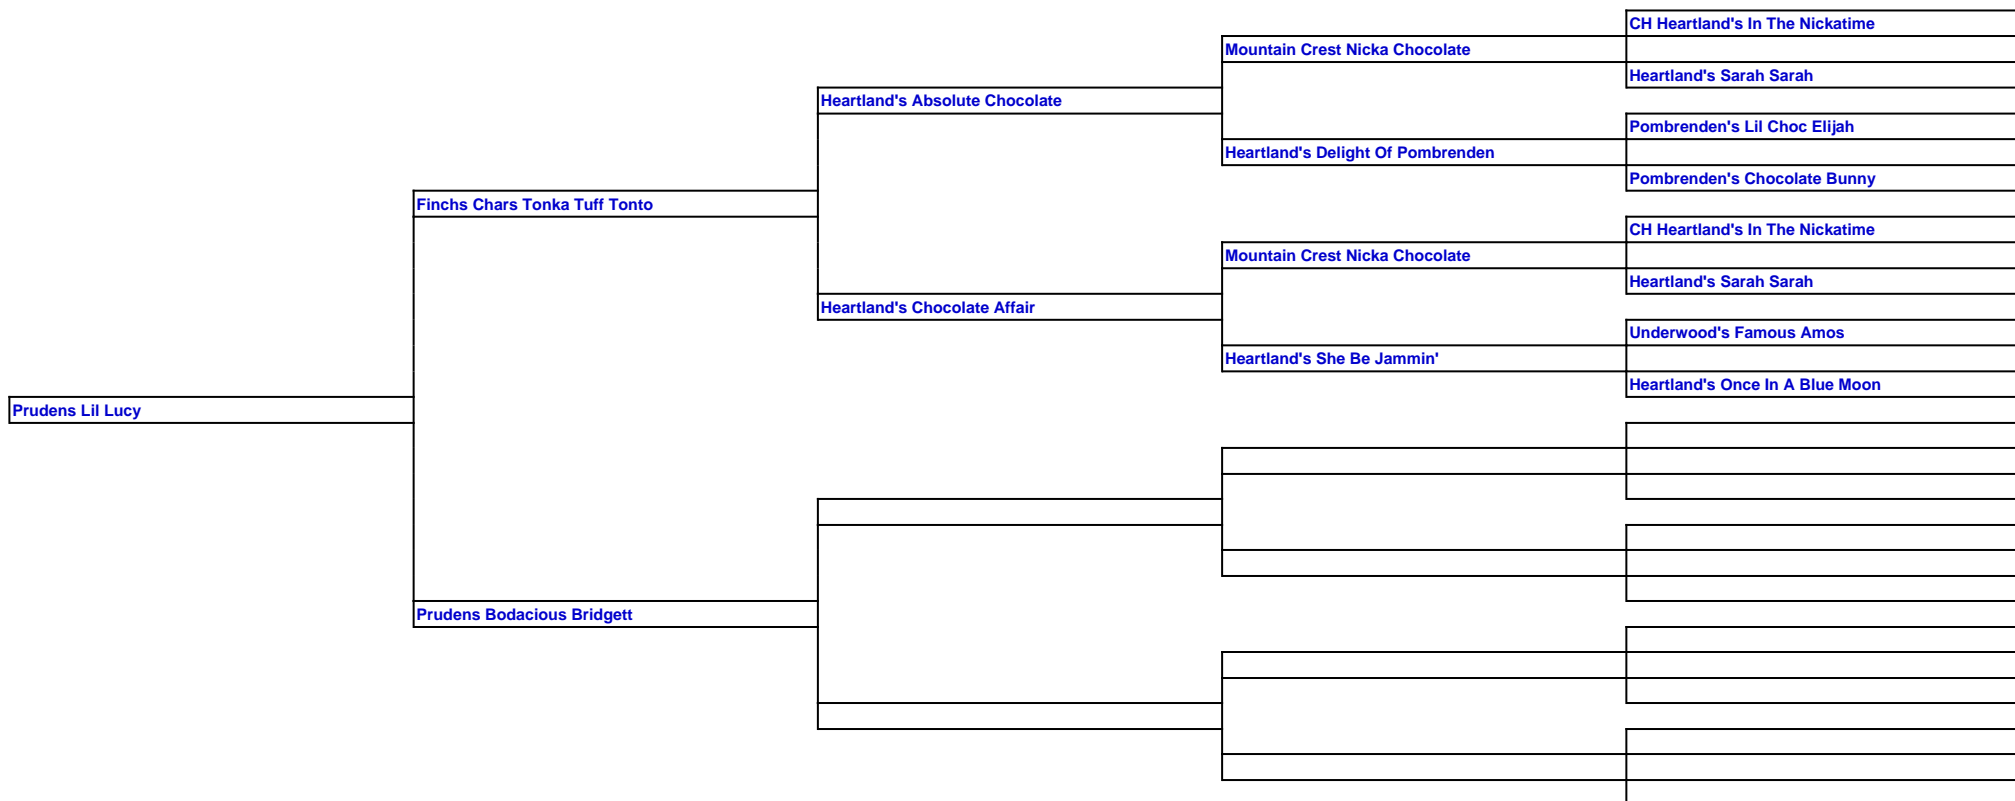 CH Heartland's In The Nickatime
Mountain Crest Nicka Chocolate
Heartland's Sarah Sarah
Heartland's Absolute Chocolate
Pombrenden's Lil Choc Elijah
Heartland's Delight Of Pombrenden
Pombrenden's Chocolate Bunny
Finchs Chars Tonka Tuff Tonto
CH Heartland's In The Nickatime
Mountain Crest Nicka Chocolate
Heartland's Sarah Sarah
Heartland's Chocolate Affair
Underwood's Famous Amos
Heartland's She Be Jammin'
Heartland's Once In A Blue Moon
Prudens Lil Lucy
Prudens Bodacious Bridgett